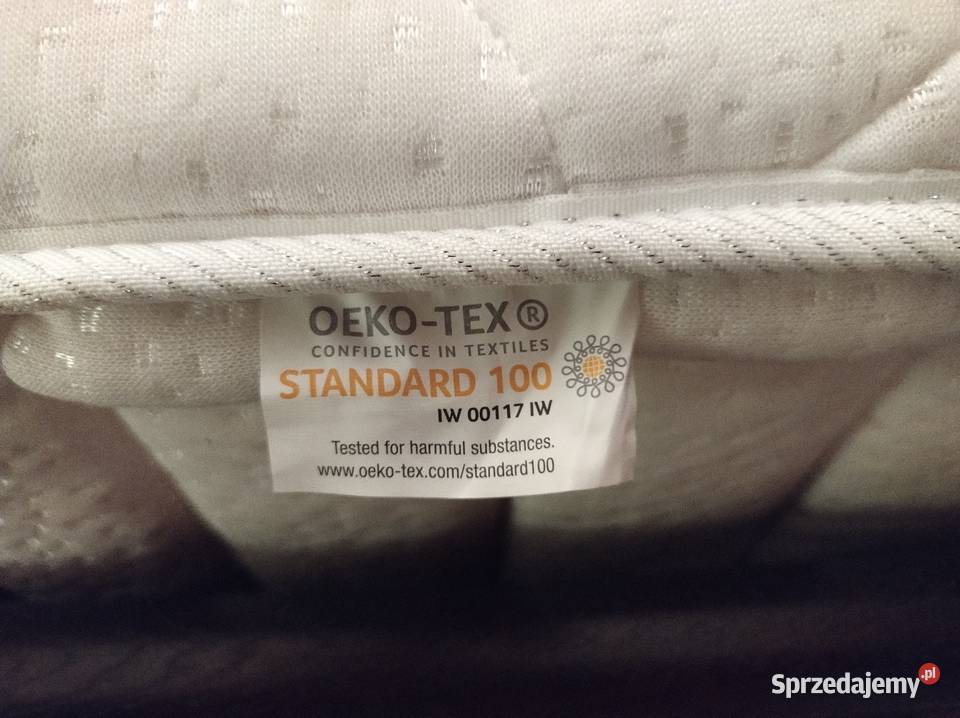 OEKO-TEX®
CONFIDENCE IN TEXTILES
STANDARD 100
IW 00117 IW
Tested for harmful substances.
www.oeko-tex.com/standard100
Sprzedajemy.pl